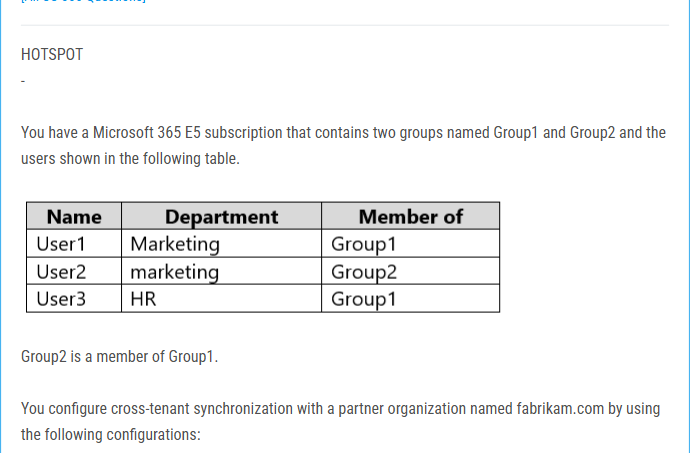 HOTSPOT
-
You have a Microsoft 365 E5 subscription that contains two groups named Group1 and Group2 and the
users shown in the following table.
Name Department Member of
User1 Marketing Group1
User2 marketing Group2
User3 HR Group1
Group2 is a member of Group1.
You configure cross-tenant synchronization with a partner organization named fabrikam.com by using
the following configurations: